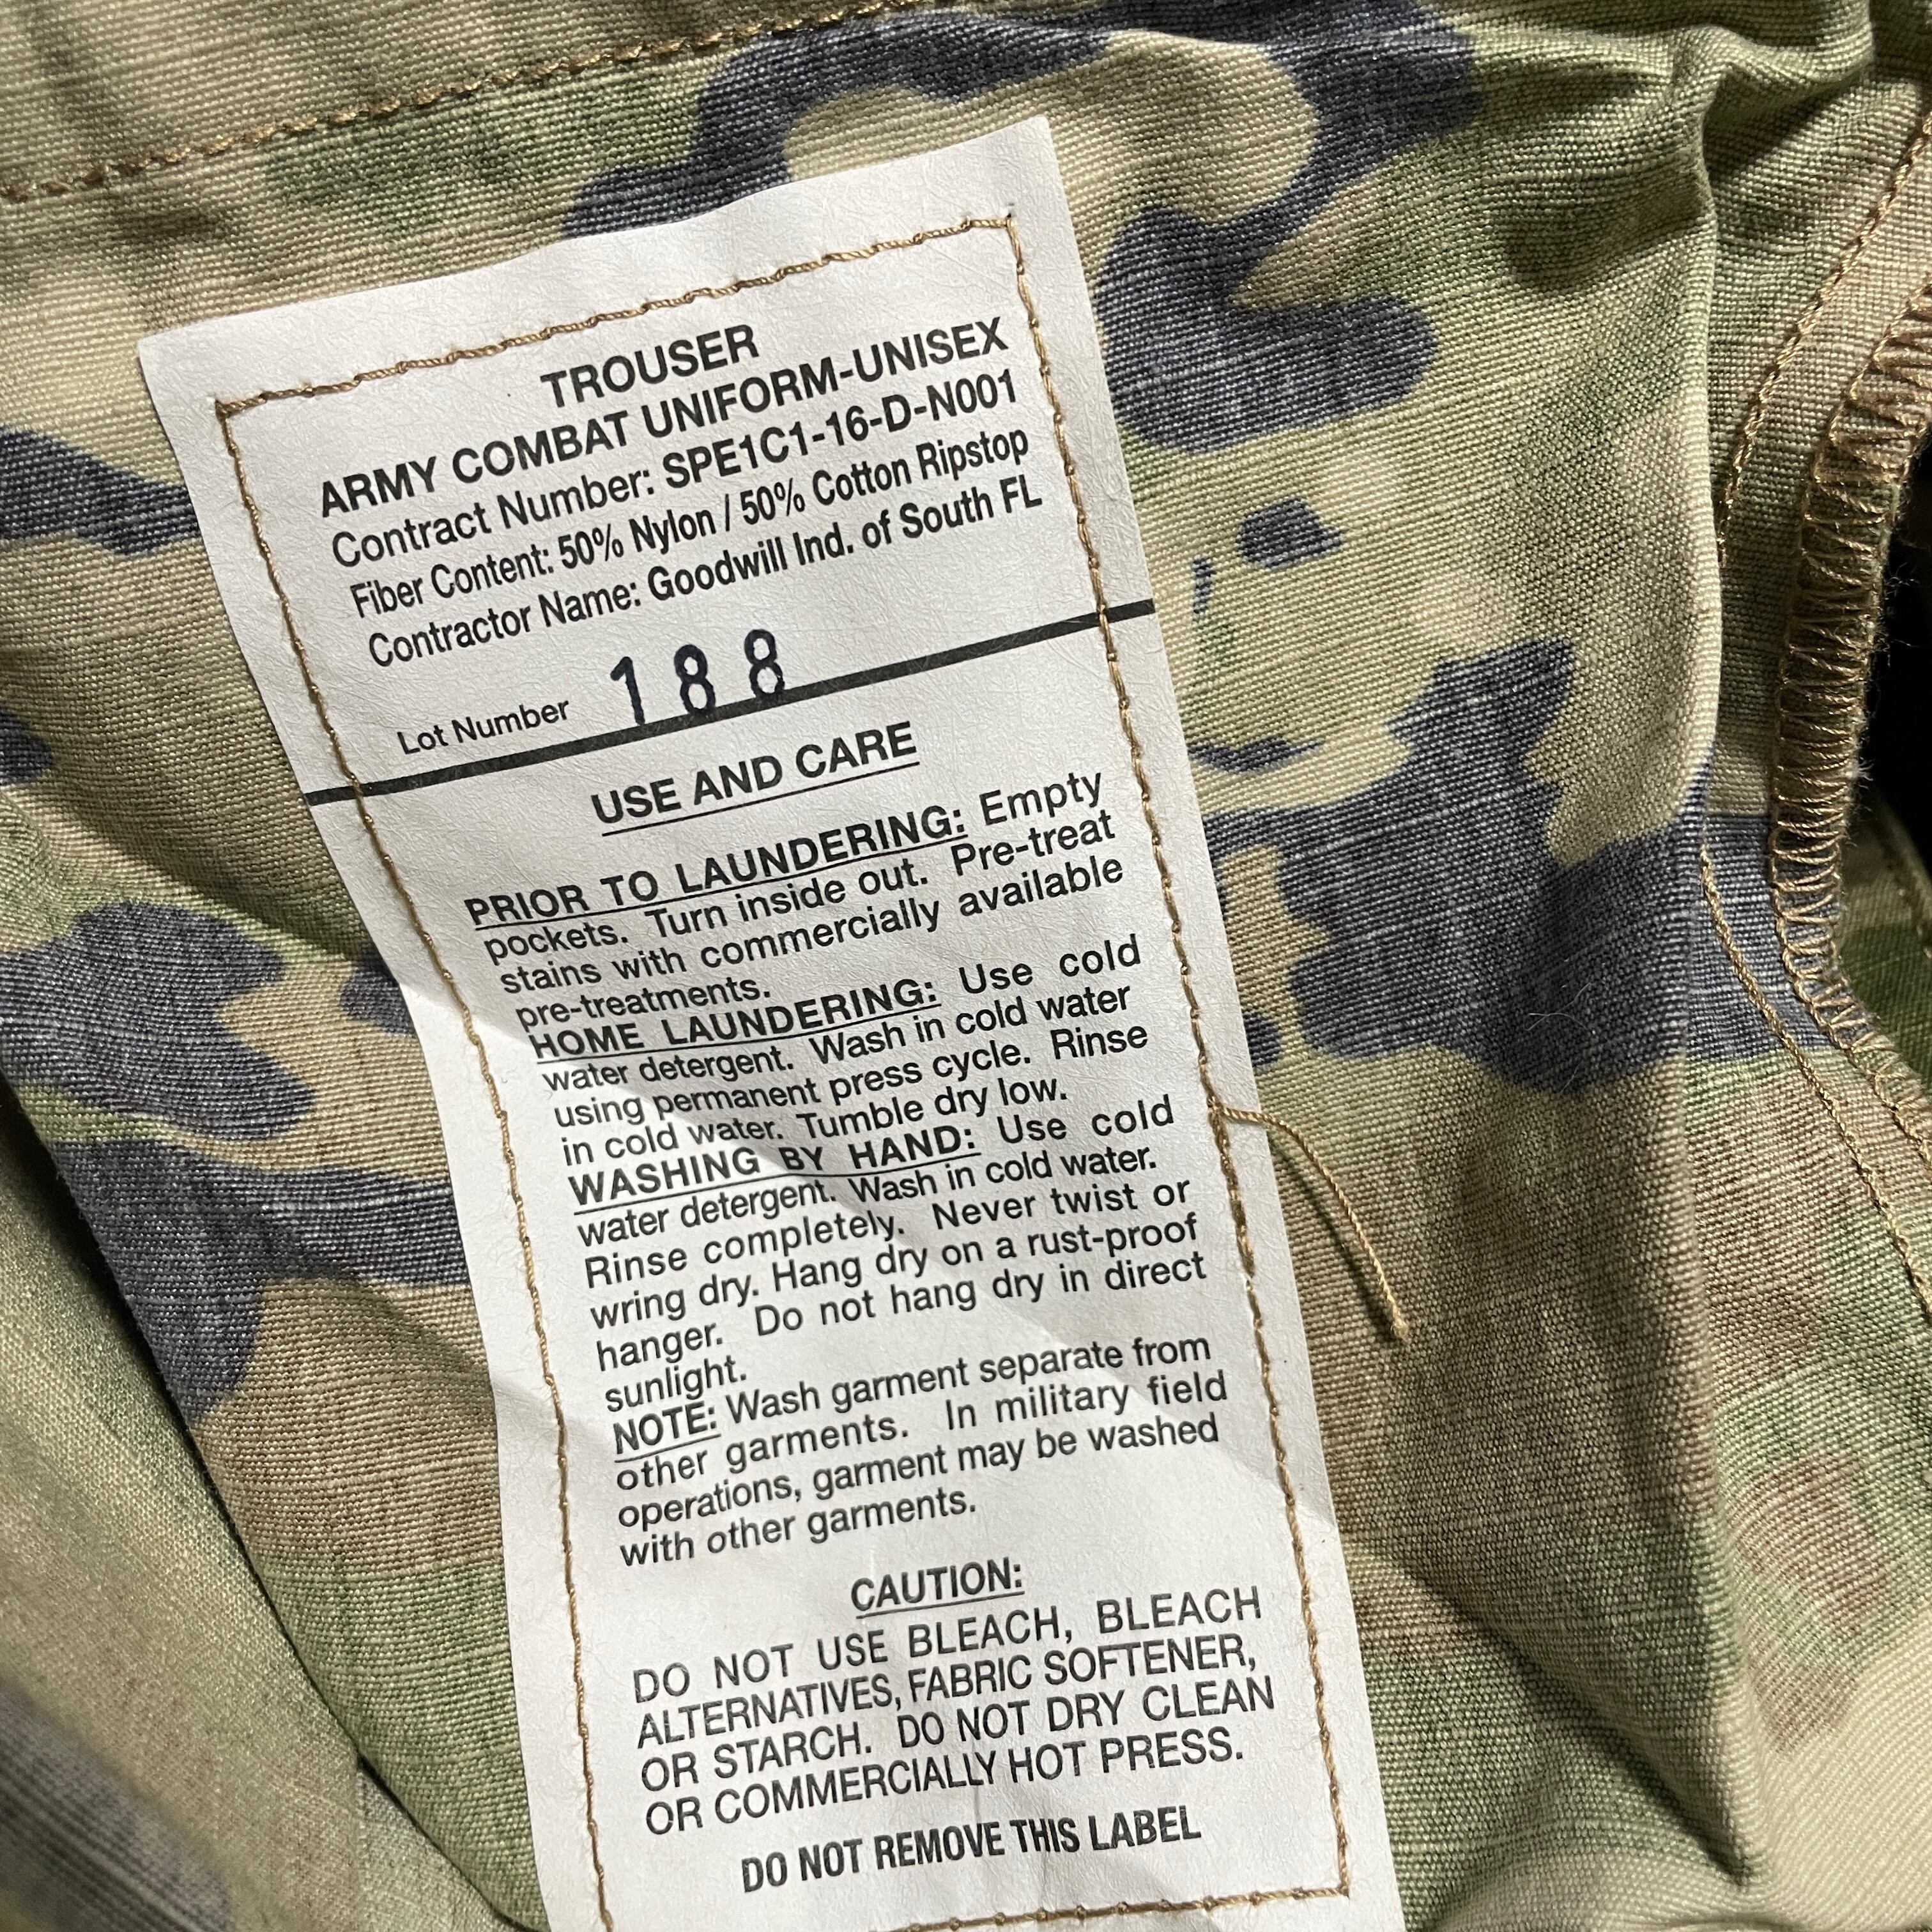 TROUSER
ARMY COMBAT UNIFORM-UNISEX
Contract Number: SPE1C1-16-D-N001
Fiber Content: 50% Nylon / 50% Cotton Ripstop
Contractor Name: Goodwill Ind. of South FL
Lot Number 188
USE AND CARE
PRIOR TO LAUNDERING: Empty
pockets. Turn inside out. Pre-treat
stains with commercially available
pre-treatments.
HOME LAUNDERING: Use cold
water detergent. Wash in cold water
using permanent press cycle. Rinse
in cold water. Tumble dry low.
WASHING BY HAND: Use cold
water detergent. Wash in cold water.
Rinse completely. Never twist or
wring dry. Hang dry on a rust-proof
hanger. Do not hang dry in direct
sunlight.
NOTE: Wash garment separate from
other garments. In military field
operations, garment may be washed
with other garments.
CAUTION:
DO NOT USE BLEACH, BLEACH
ALTERNATIVES, FABRIC SOFTENER,
OR STARCH. DO NOT DRY CLEAN
OR COMMERCIALLY HOT PRESS.
DO NOT REMOVE THIS LABEL